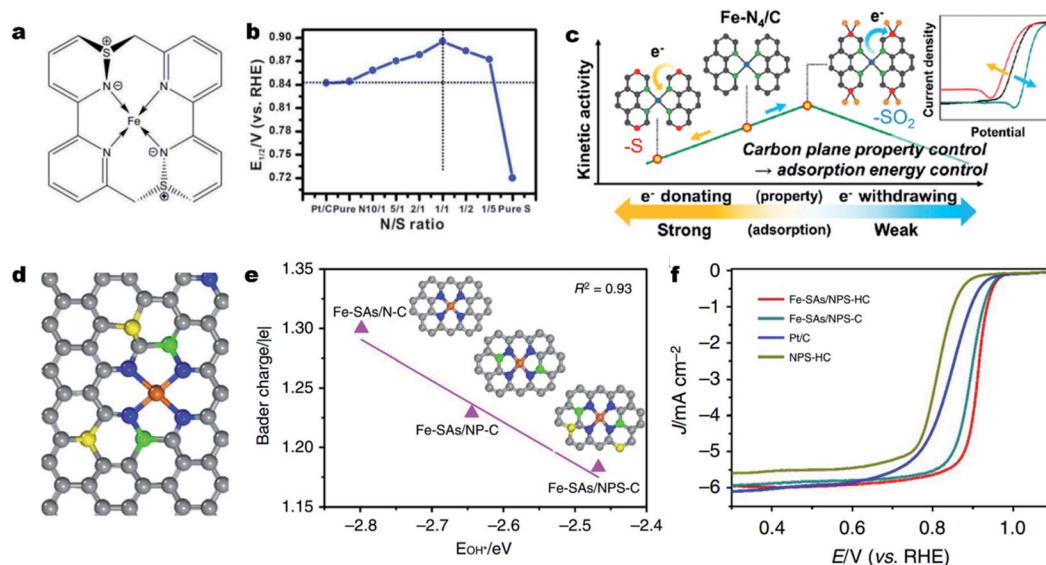 a
S
⊕
N
⊖
N
Fe
N
N
⊖
S
⊕
b
E1/2/V (vs. RHE)
0.90
0.87
0.84
0.81
0.78
0.75
0.72
Pt/C Pure N 10/1 5/1 2/1 1/1 1/2 1/5 Pure S
N/S ratio
c
Kinetic activity
Fe-N4/C
e-
e-
-S
-SO2
Current density
Potential
Carbon plane property control
→ adsorption energy control
e- donating (property) e- withdrawing
Strong (adsorption) Weak
d
e
Bader charge/|e|
1.35
1.30
1.25
1.20
1.15
R² = 0.93
Fe-SAs/N-C
Fe-SAs/NP-C
Fe-SAs/NPS-C
−2.8 −2.7 −2.6 −2.5 −2.4
EOH*/eV
f
J/mA cm−2
0
−1
−2
−3
−4
−5
−6
Fe-SAs/NPS-HC
Fe-SAs/NPS-C
Pt/C
NPS-HC
0.4 0.6 0.8 1.0
E/V (vs. RHE)